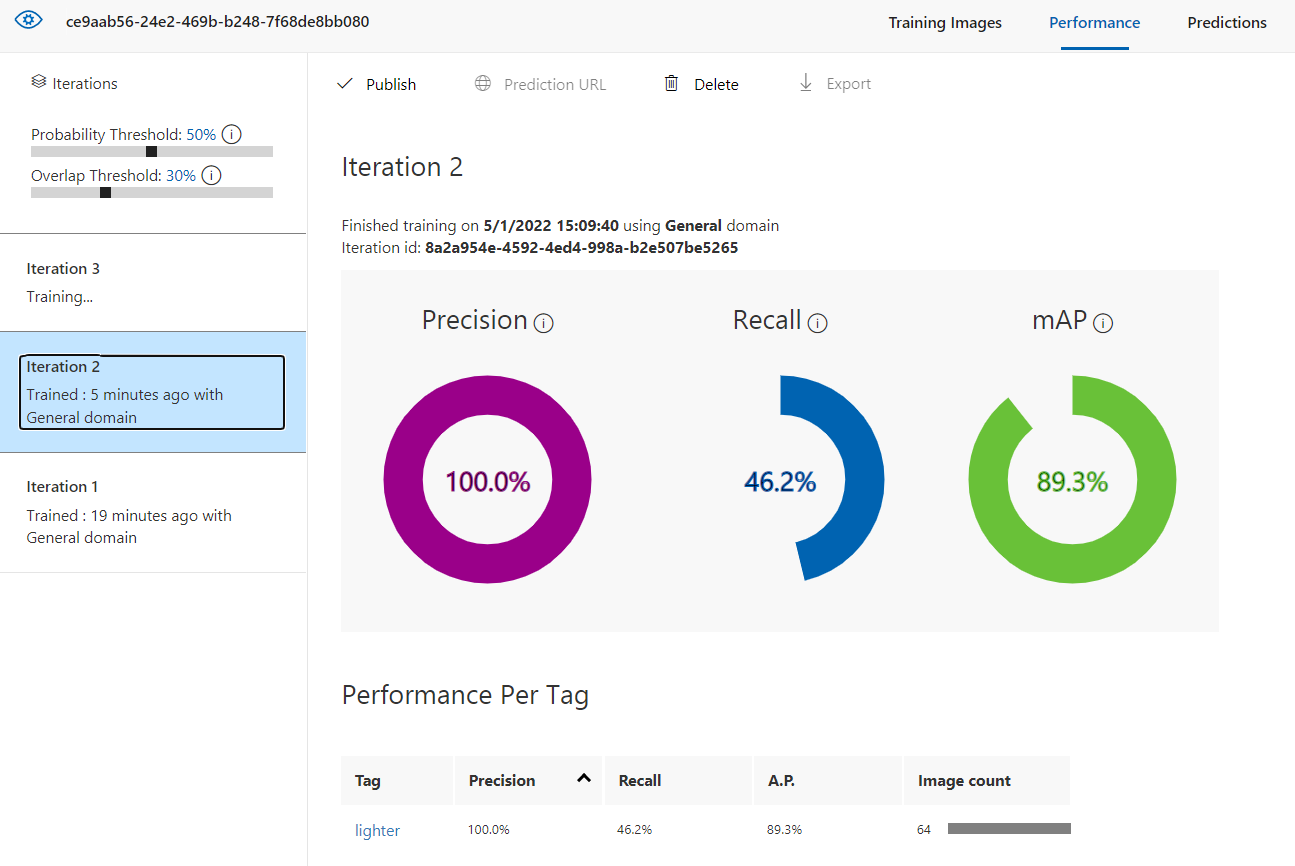 ce9aab56-24e2-469b-b248-7f68de8bb080
Training Images
Performance
Predictions
Iterations
Probability Threshold: 50%
Overlap Threshold: 30%
Iteration 3
Training...
Iteration 2
Trained : 5 minutes ago with
General domain
Iteration 1
Trained : 19 minutes ago with
General domain
Publish
Prediction URL
Delete
Export
Iteration 2
Finished training on 5/1/2022 15:09:40 using General domain
Iteration id: 8a2a954e-4592-4ed4-998a-b2e507be5265
Precision
Recall
mAP
100.0%
46.2%
89.3%
Performance Per Tag
Tag Precision Recall A.P. Image count
lighter 100.0% 46.2% 89.3% 64